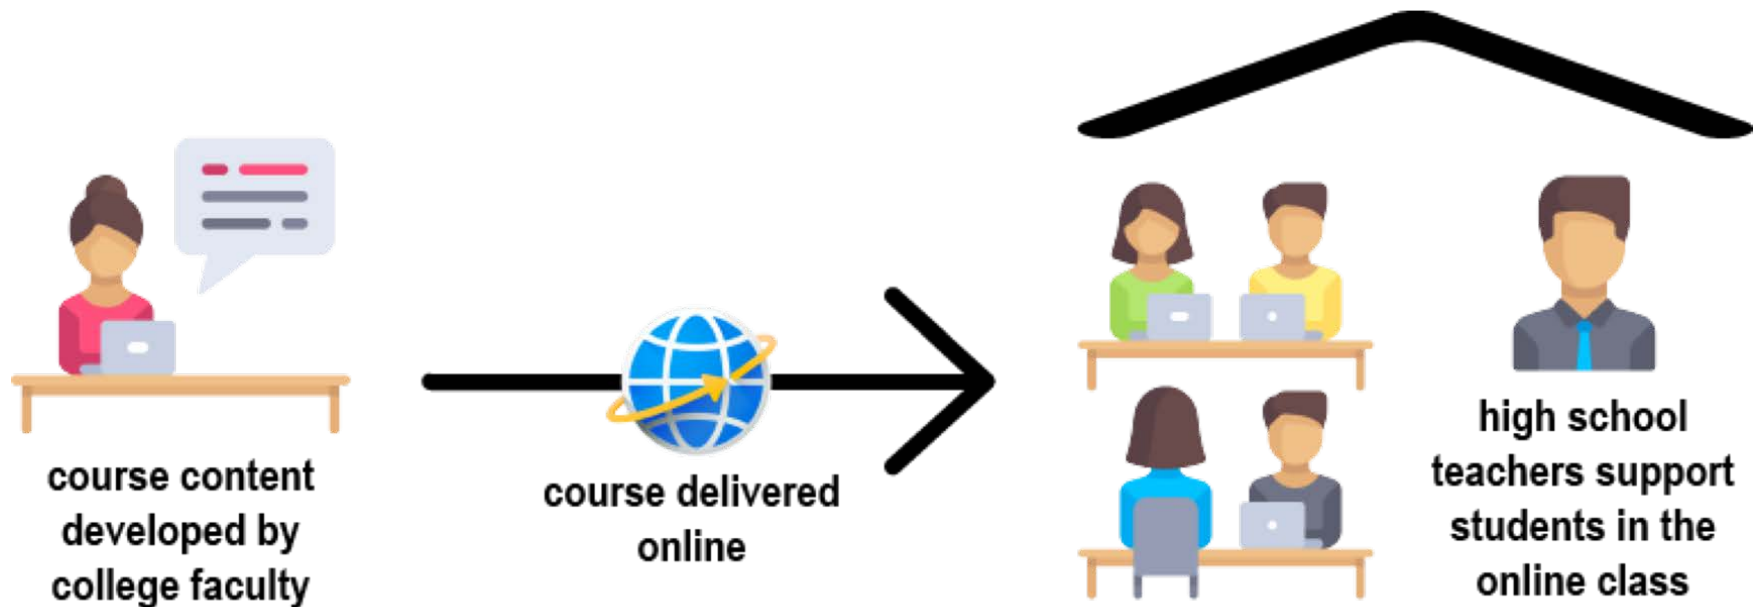 course content
developed by
college faculty
course delivered
online
high school
teachers support
students in the
online class